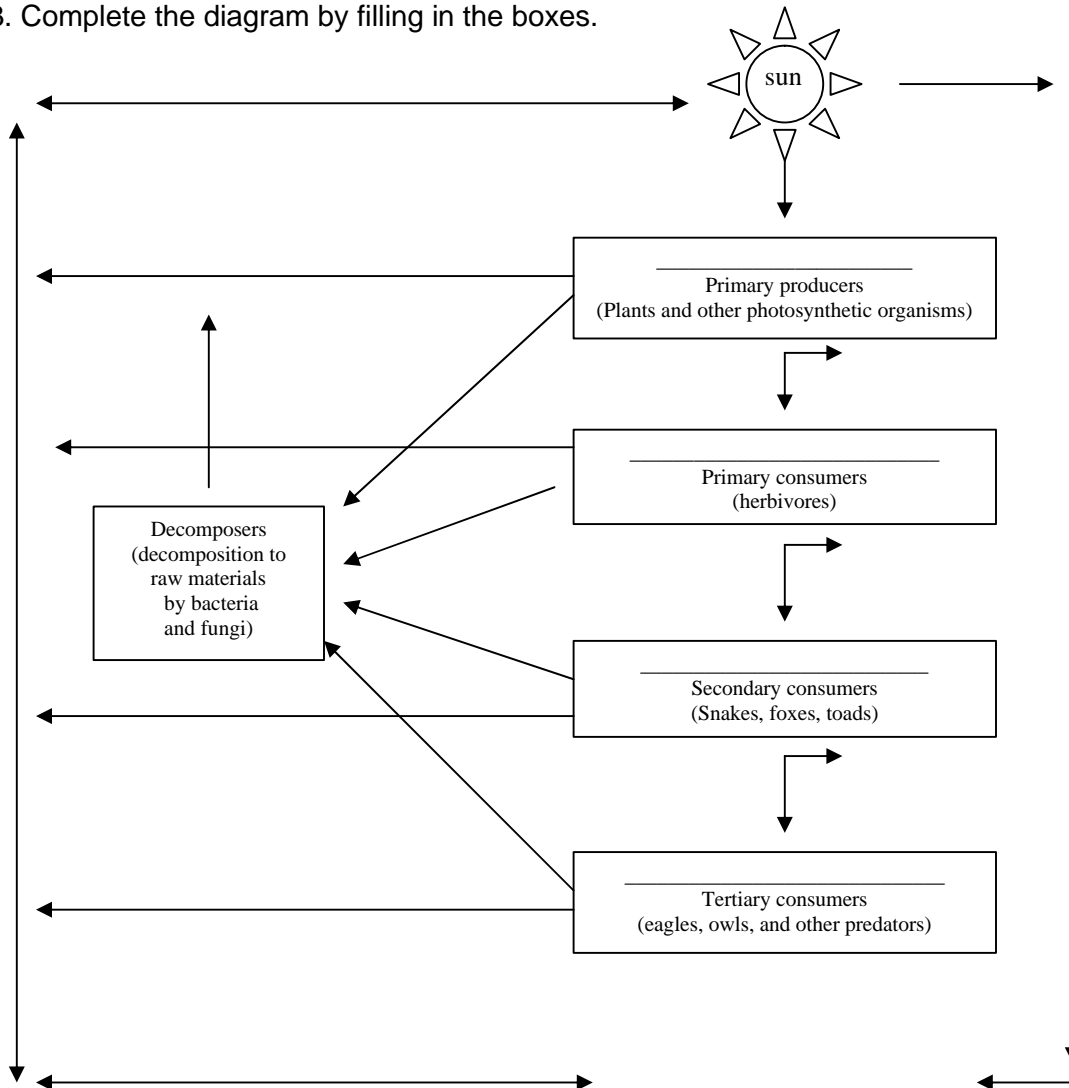 3. Complete the diagram by filling in the boxes.
sun
Primary producers
(Plants and other photosynthetic organisms)
Primary consumers
(herbivores)
Decomposers
(decomposition to
raw materials
by bacteria
and fungi)
Secondary consumers
(Snakes, foxes, toads)
Tertiary consumers
(eagles, owls, and other predators)